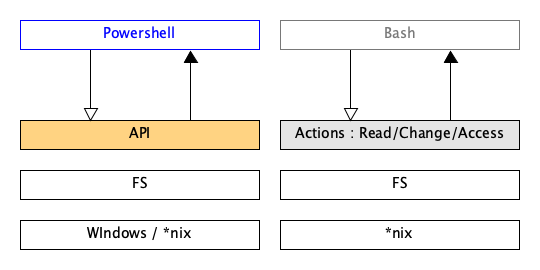 Powershell
Bash
API
Actions : Read/Change/Access
FS
FS
WIndows / *nix
*nix